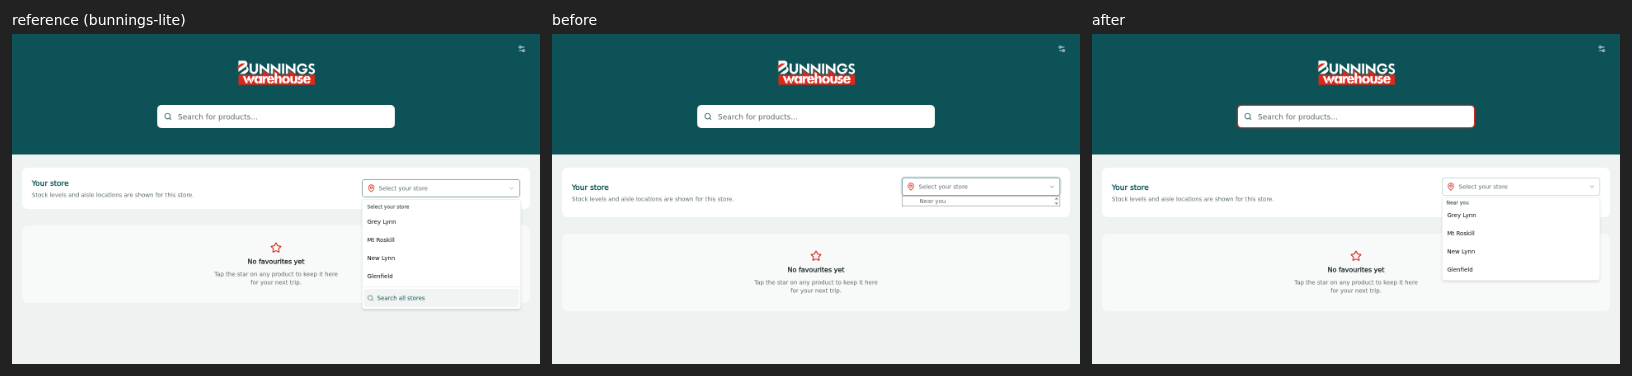 reference (bunnings-lite)
BUNNINGS
warehouse
Search for products...
Your store
Stock levels and aisle locations are shown for this store.
Select your store
Select your store
Grey Lynn
Mt Roskill
New Lynn
Glenfield
Search all stores
No favourites yet
Tap the star on any product to keep it here
for your next trip.
before
BUNNINGS
warehouse
Search for products...
Your store
Stock levels and aisle locations are shown for this store.
Select your store
Near you
No favourites yet
Tap the star on any product to keep it here
for your next trip.
after
BUNNINGS
warehouse
Search for products...
Your store
Stock levels and aisle locations are shown for this store.
Select your store
Near you
Grey Lynn
Mt Roskill
New Lynn
Glenfield
No favourites yet
Tap the star on any product to keep it here
for your next trip.